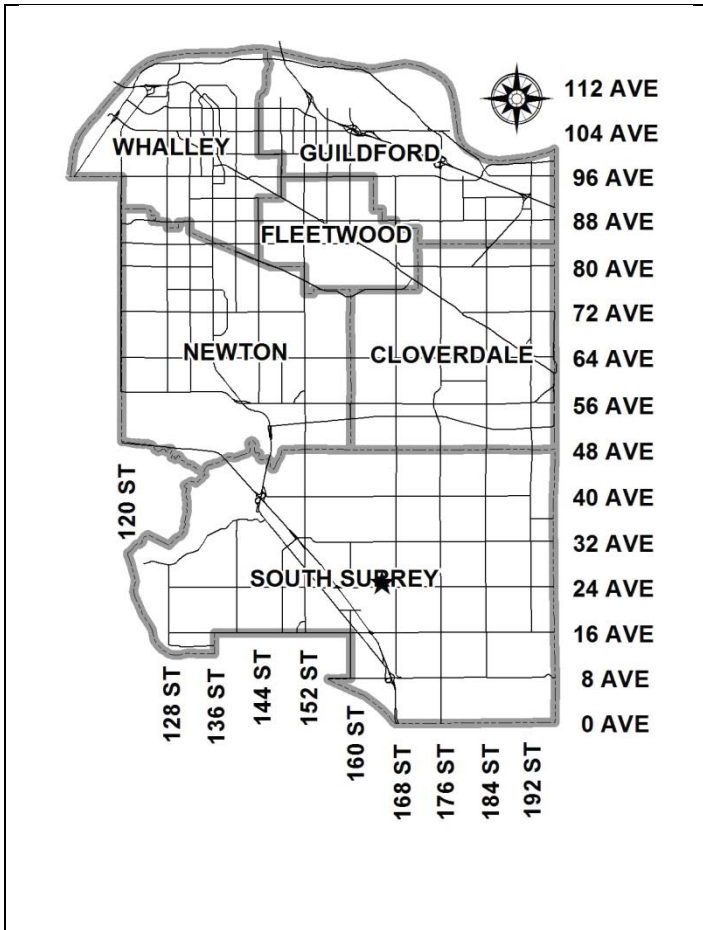 112 AVE
104 AVE
WHALLEY
GUILDFORD
96 AVE
88 AVE
FLEETWOOD
80 AVE
72 AVE
NEWTON
CLOVERDALE
64 AVE
56 AVE
48 AVE
120 ST
40 AVE
32 AVE
SOUTH SURREY
24 AVE
16 AVE
8 AVE
0 AVE
128 ST
136 ST
144 ST
152 ST
160 ST
168 ST
176 ST
184 ST
192 ST